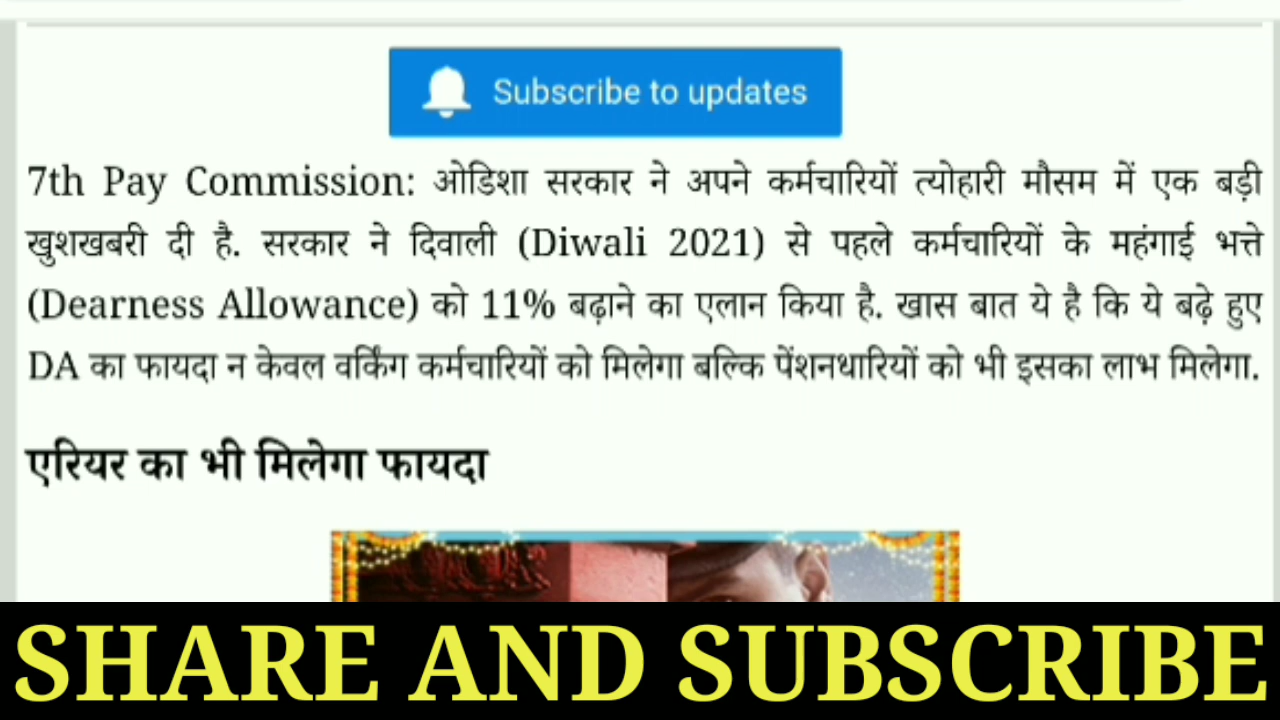 Subscribe to updates
7th Pay Commission: ओडिशा सरकार ने अपने कर्मचारियों त्योहारी मौसम में एक बड़ी
खुशखबरी दी है. सरकार ने दिवाली (Diwali 2021) से पहले कर्मचारियों के महंगाई भत्ते
(Dearness Allowance) को 11% बढ़ाने का एलान किया है. खास बात ये है कि ये बढ़े हुए
DA का फायदा न केवल वर्किंग कर्मचारियों को मिलेगा बल्कि पेंशनधारियों को भी इसका लाभ मिलेगा.
एरियर का भी मिलेगा फायदा
SHARE AND SUBSCRIBE